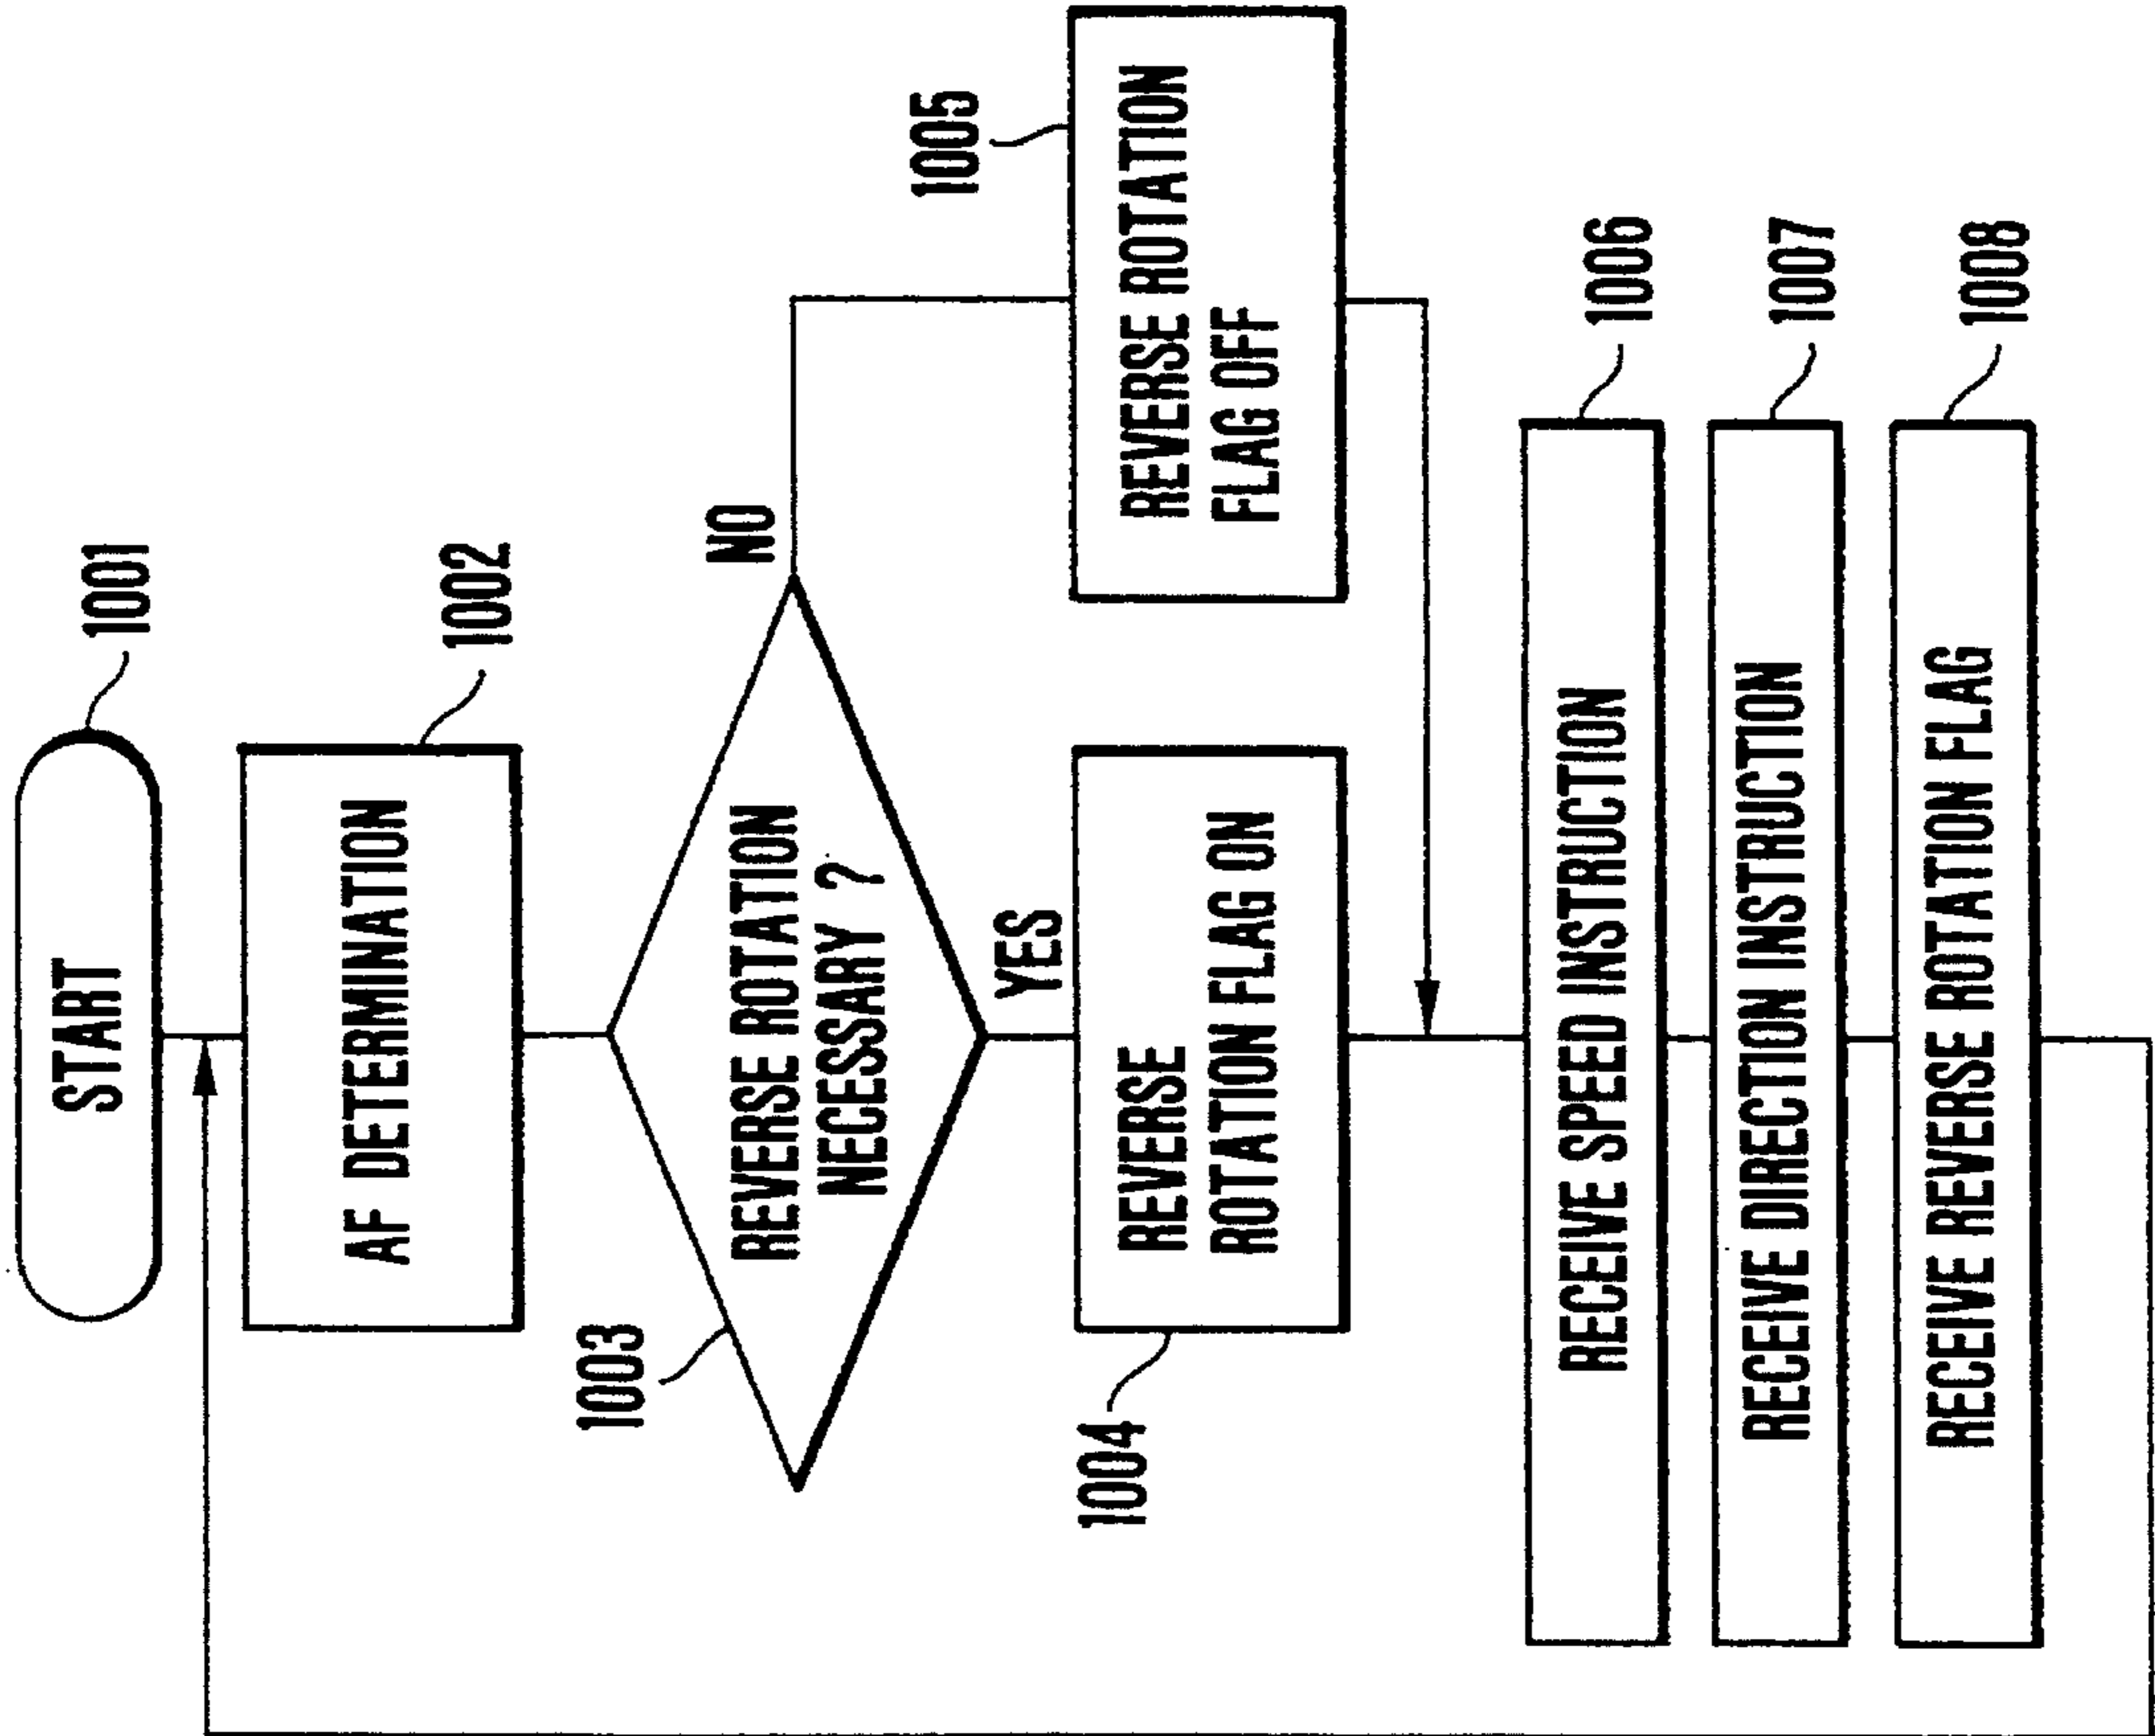 START
1001
AF DETERMINATION
1002
1003
REVERSE ROTATION
NECESSARY ?
NO
YES
1004
REVERSE
ROTATION FLAG ON
1005
REVERSE ROTATION
FLAG OFF
RECEIVE SPEED INSTRUCTION
1006
RECEIVE DIRECTION INSTRUCTION
1007
RECEIVE REVERSE ROTATION FLAG
1008